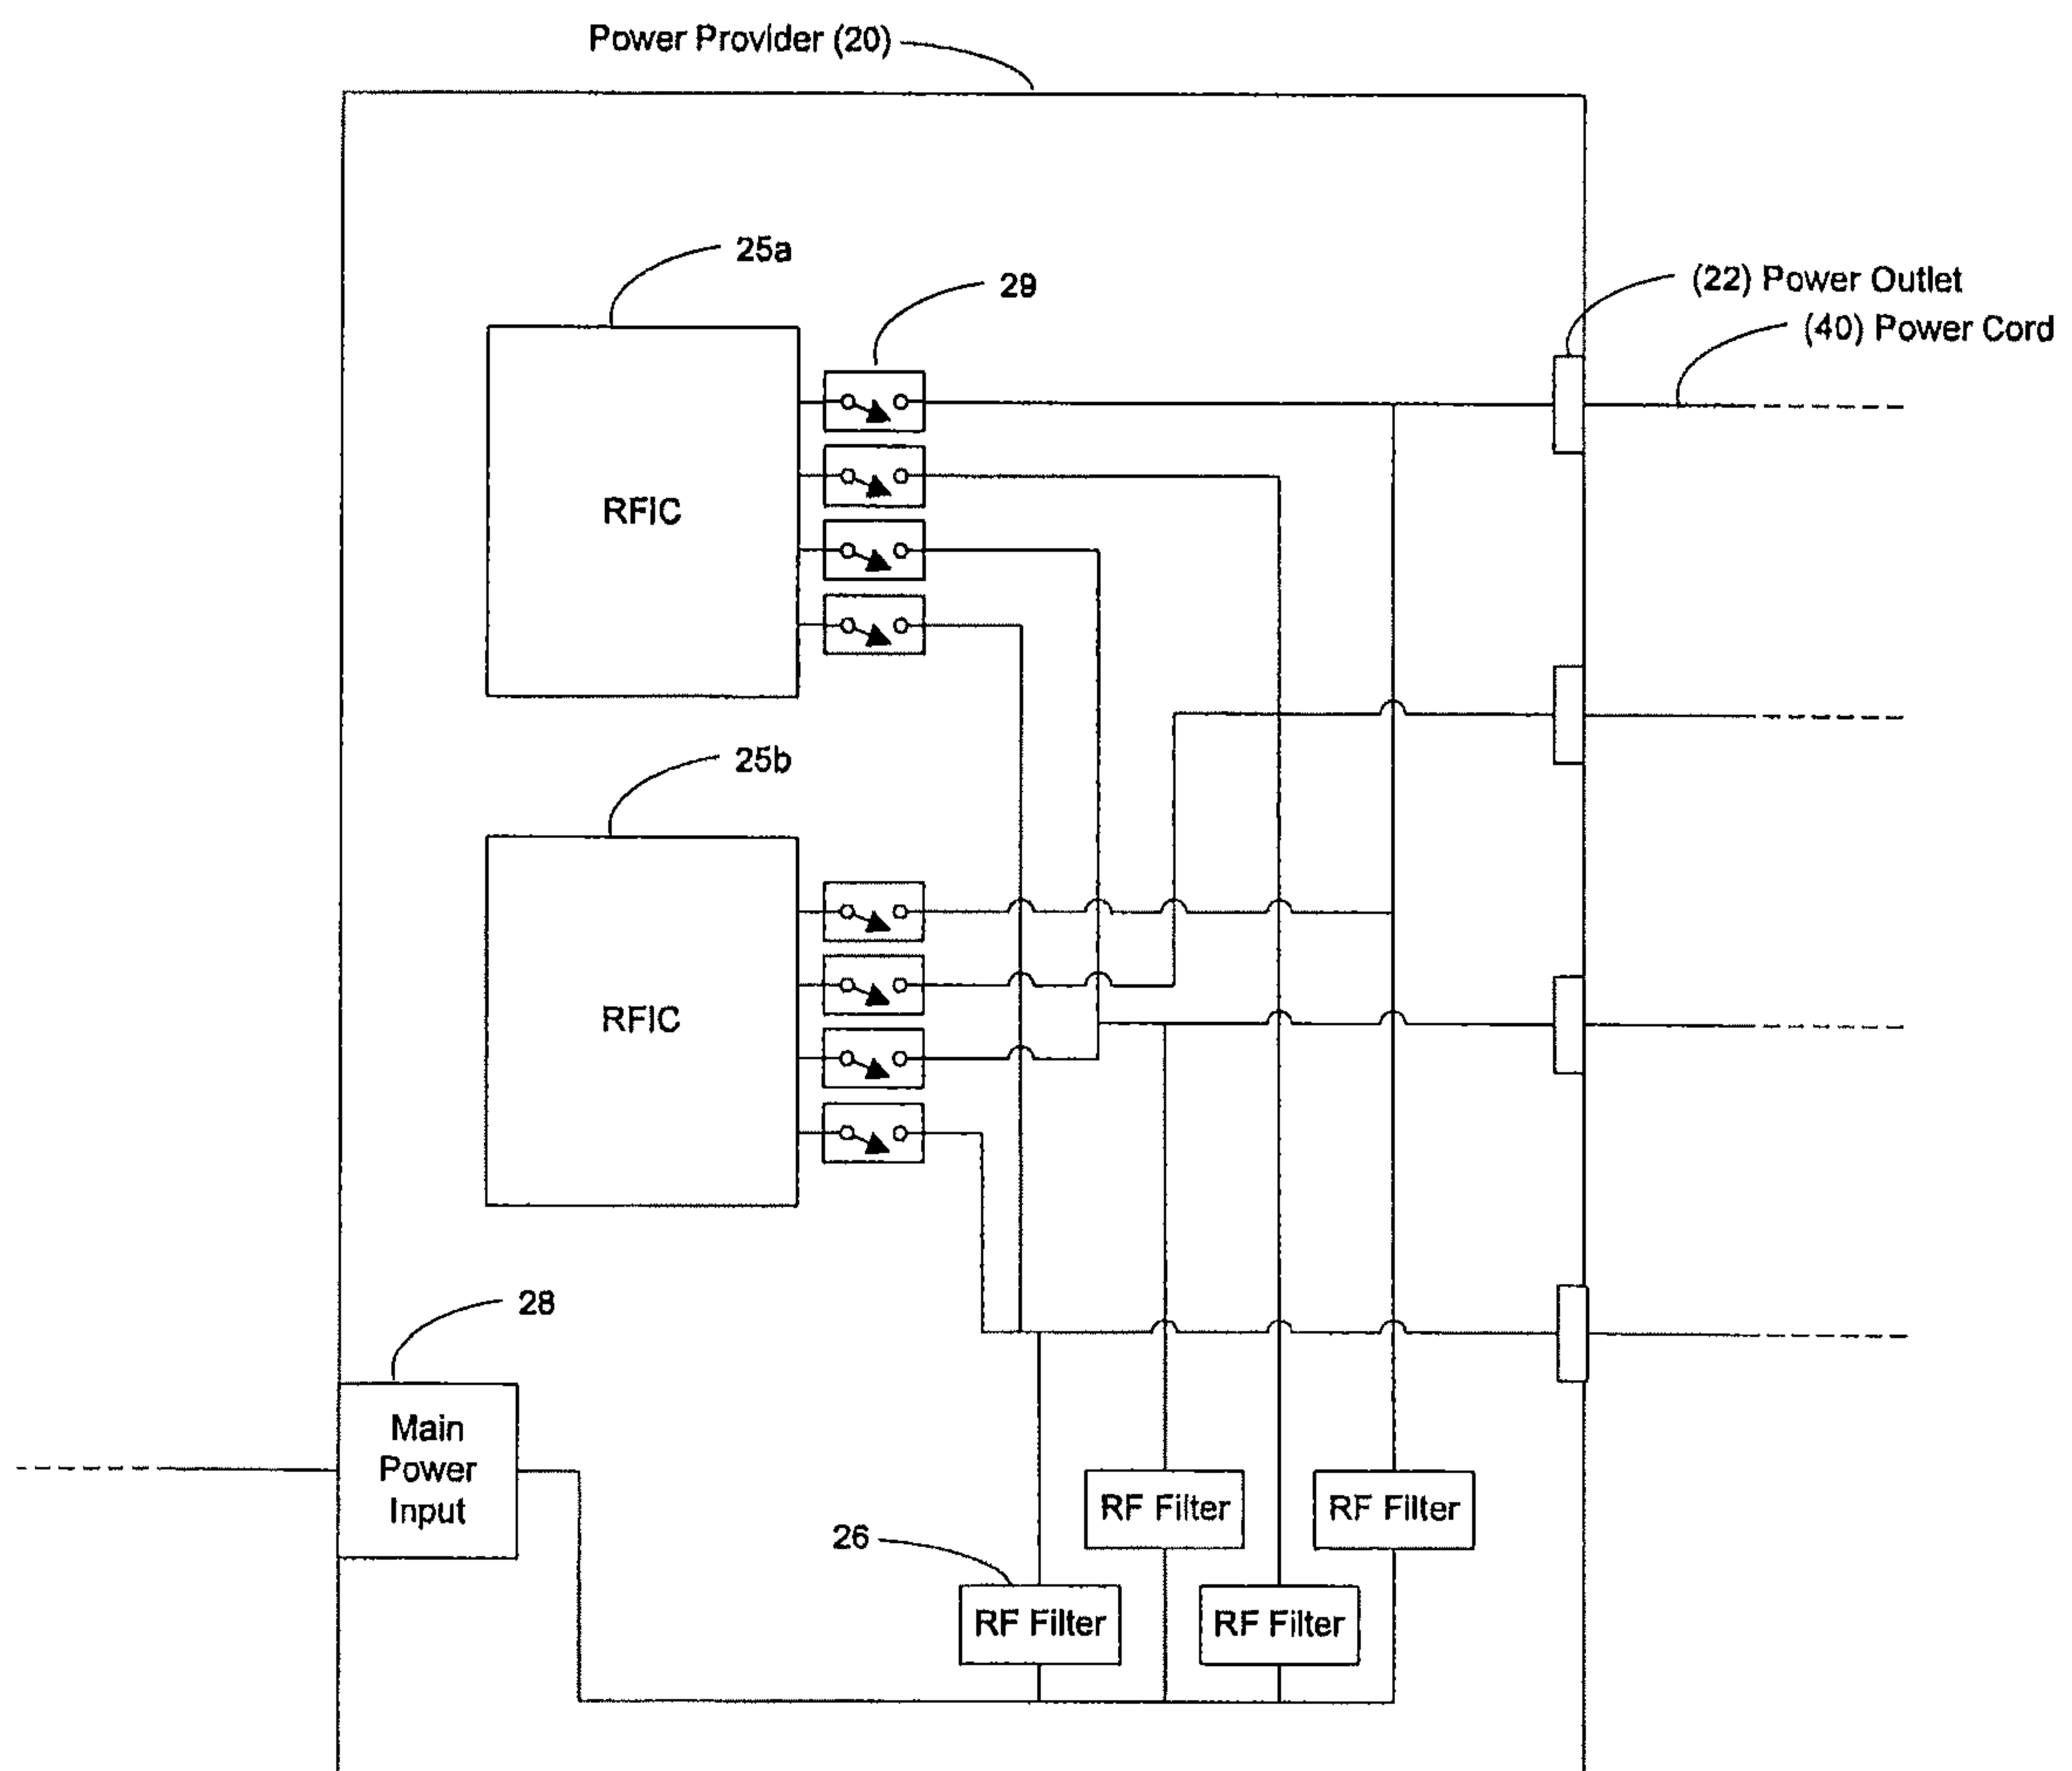 Power Provider (20)
25a
29
(22) Power Outlet
(40) Power Cord
RFIC
25b
RFIC
28
Main
Power
Input
RF Filter
RF Filter
26
RF Filter
RF Filter